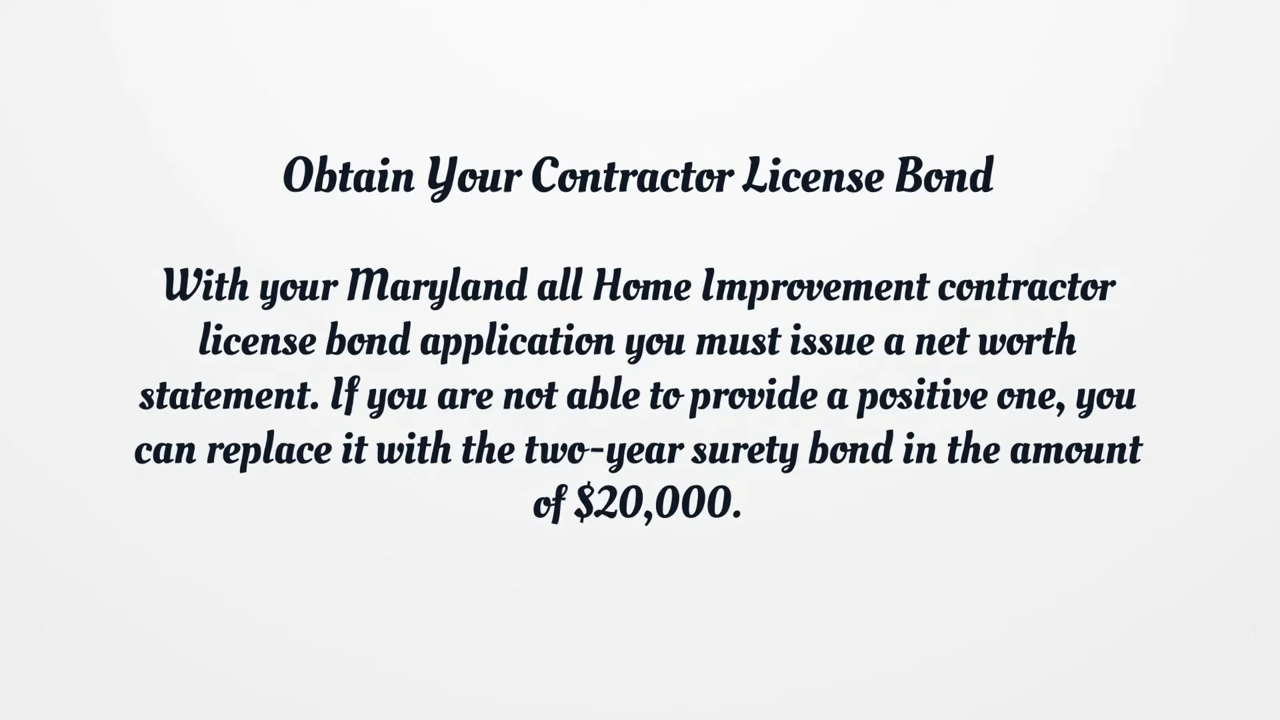 Obtain Your Contractor License Bond
With your Maryland all Home Improvement contractor
license bond application you must issue a net worth
statement. If you are not able to provide a positive one, you
can replace it with the two-year surety bond in the amount
of $20,000.